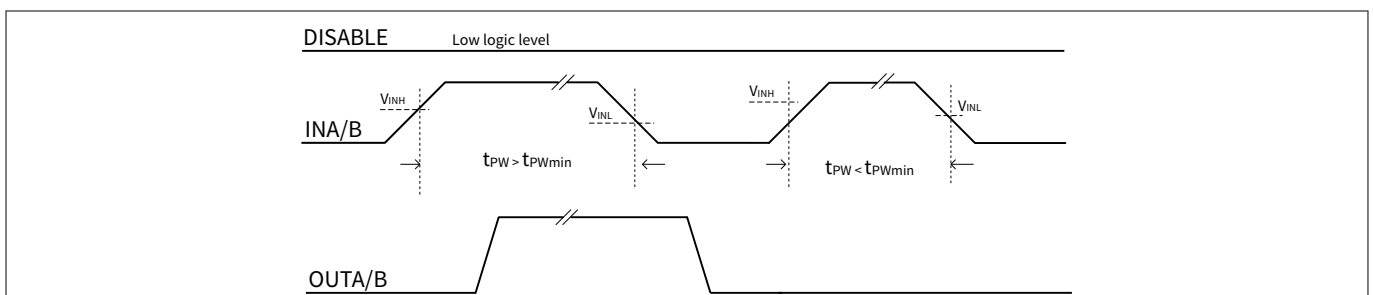 DISABLE Low logic level
VINH
VINL
VINH
VINL
INA/B
tPW > tPWmin
tPW < tPWmin
OUTA/B